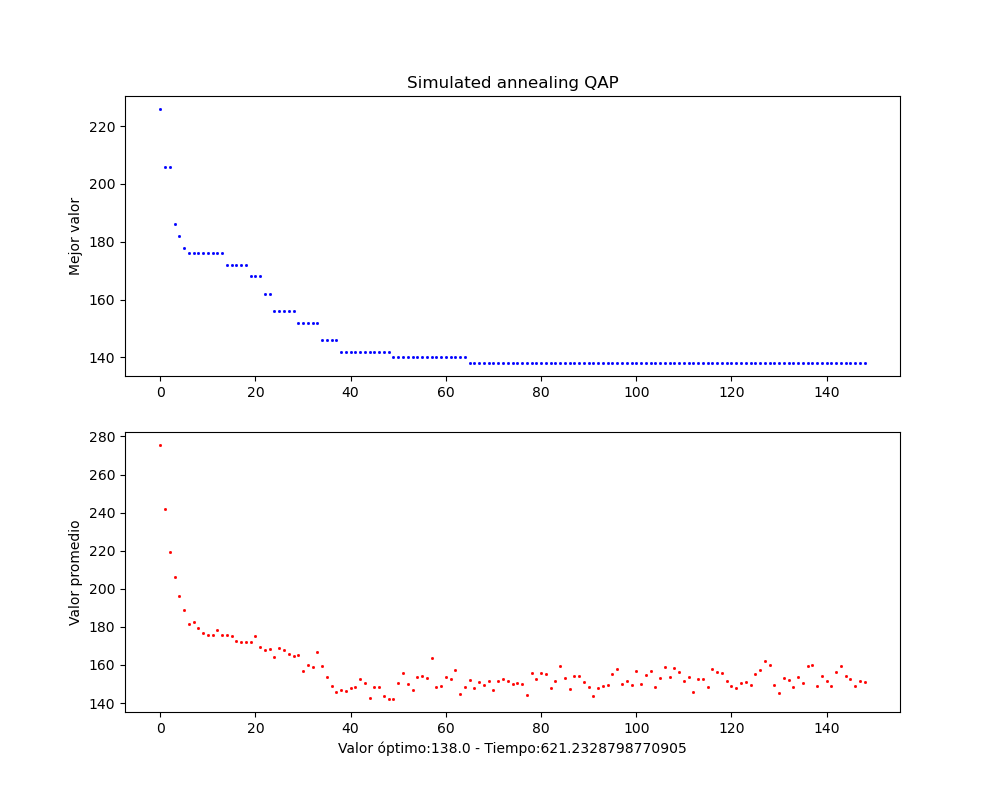 Simulated annealing QAP
Mejor valor
220
200
180
160
140
0 20 40 60 80 100 120 140
Valor promedio
280
260
240
220
200
180
160
140
0 20 40 60 80 100 120 140
Valor óptimo:138.0 - Tiempo:621.2328798770905